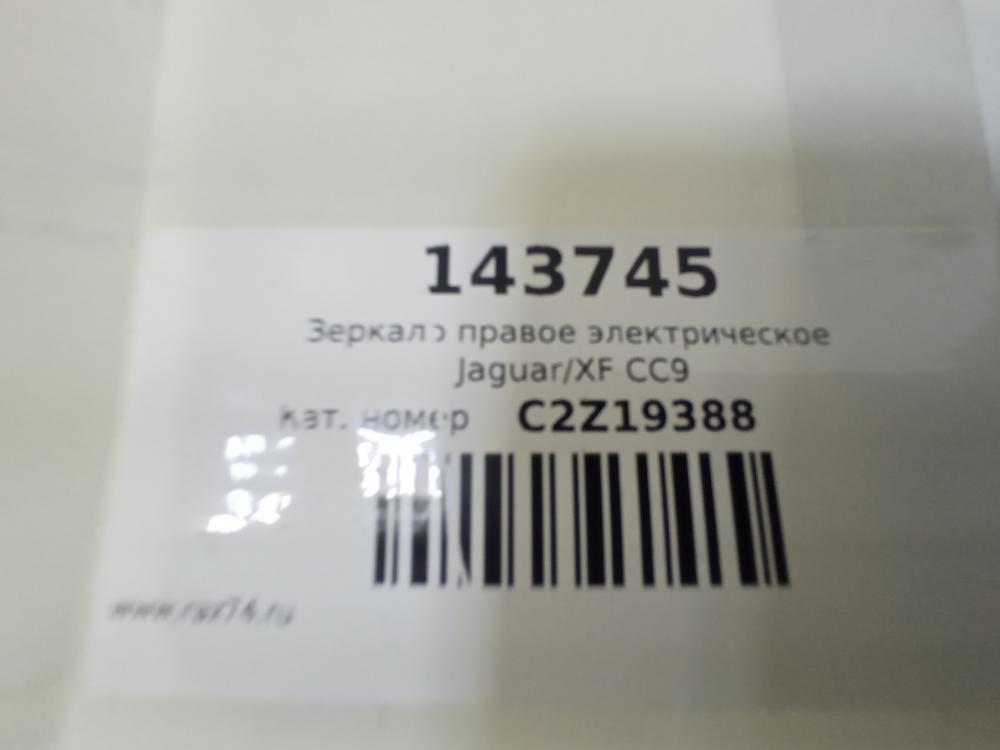 143745
Зеркало правое электрическое
Jaguar/XF CC9
Кат. номер C2Z19388